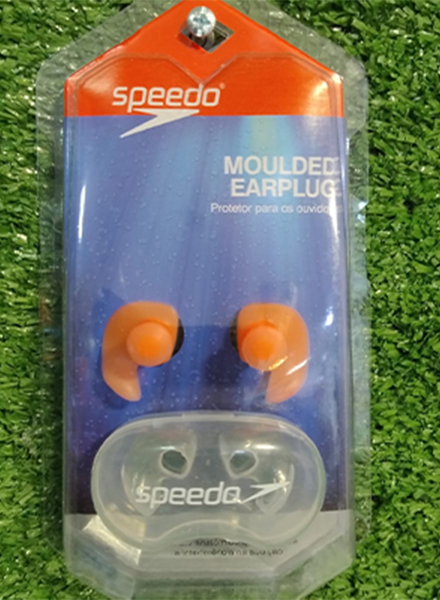 speedo
MOULDED
EARPLUG
Protetor para os ouvidos
speedo